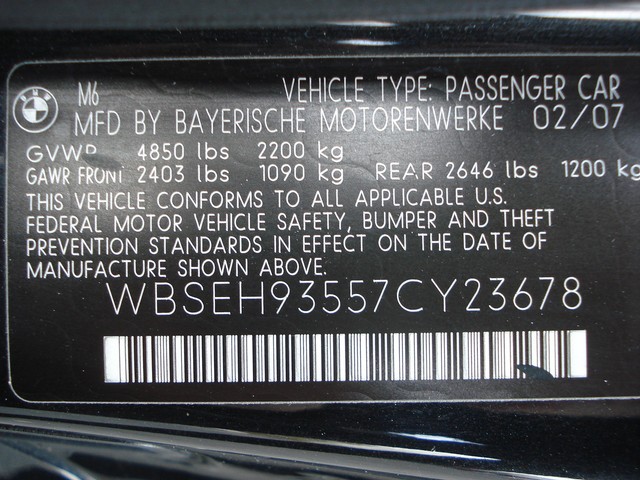 M6 VEHICLE TYPE: PASSENGER CAR
MFD BY BAYERISCHE MOTORENWERKE 02/07
GVWR 4850 lbs 2200 kg
GAWR FRONT 2403 lbs 1090 kg REAR 2646 lbs 1200 kg
THIS VEHICLE CONFORMS TO ALL APPLICABLE U.S.
FEDERAL MOTOR VEHICLE SAFETY, BUMPER AND THEFT
PREVENTION STANDARDS IN EFFECT ON THE DATE OF
MANUFACTURE SHOWN ABOVE.
WBSEH93557CY23678